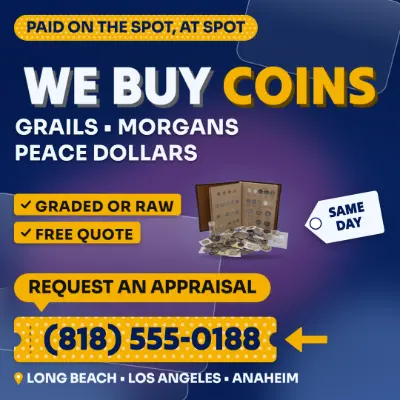 PAID ON THE SPOT, AT SPOT
WE BUY COINS
GRAILS ▪ MORGANS
PEACE DOLLARS
✓ GRADED OR RAW
✓ FREE QUOTE
SAME
DAY
REQUEST AN APPRAISAL
(818) 555-0188
LONG BEACH ▪ LOS ANGELES ▪ ANAHEIM